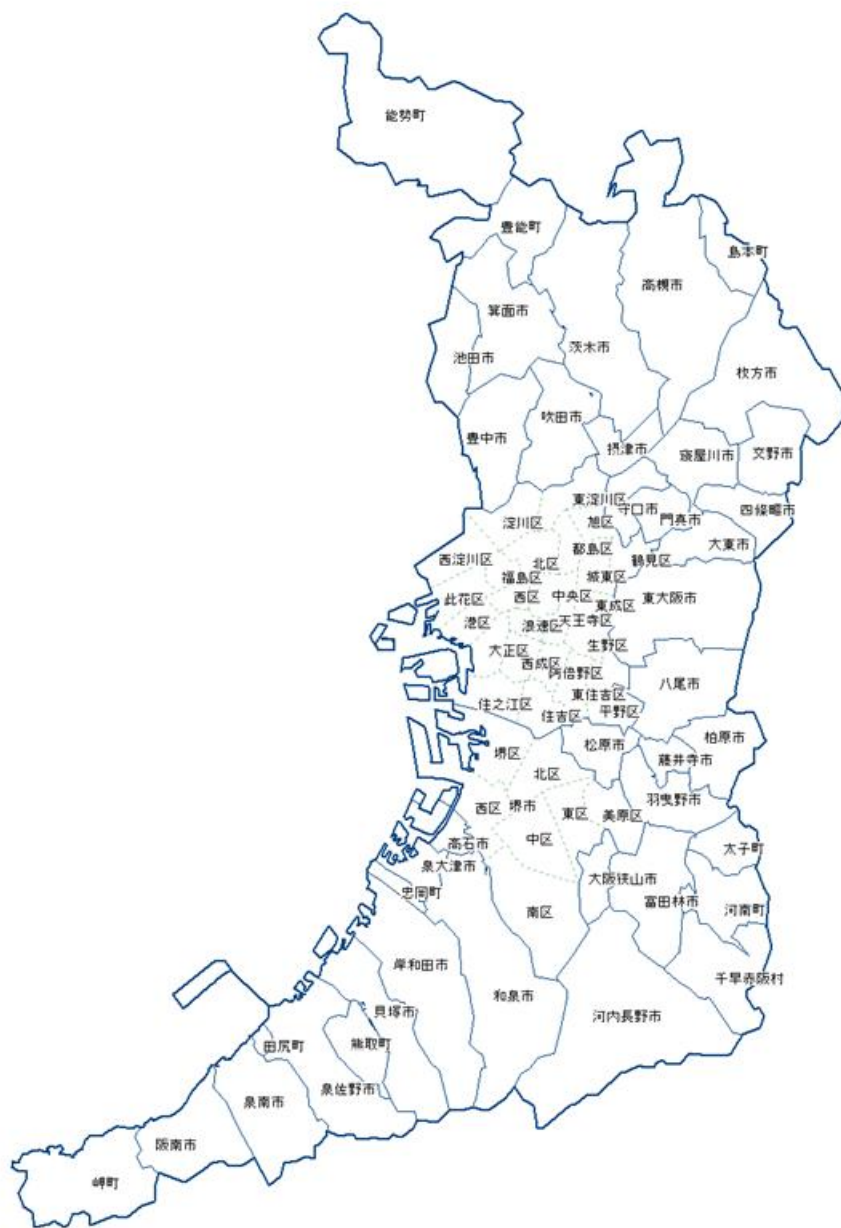 能勢町
豊能町
島本町
高槻市
箕面市
茨木市
池田市
枚方市
吹田市
豊中市
摂津市
寝屋川市
交野市
東淀川区
守口市
四條畷市
淀川区
旭区
門真市
大東市
都島区
西淀川区
北区
鶴見区
福島区
城東区
此花区
西区
中央区
東成区
東大阪市
港区
浪速区
天王寺区
生野区
大正区
西成区
阿倍野区
八尾市
東住吉区
住之江区
住吉区
平野区
柏原市
堺区
松原市
藤井寺市
北区
羽曳野市
西区
堺市
東区
美原区
高石市
中区
太子町
泉大津市
大阪狭山市
忠岡町
富田林市
南区
河南町
岸和田市
千早赤阪村
和泉市
貝塚市
河内長野市
田尻町
熊取町
泉佐野市
泉南市
阪南市
岬町